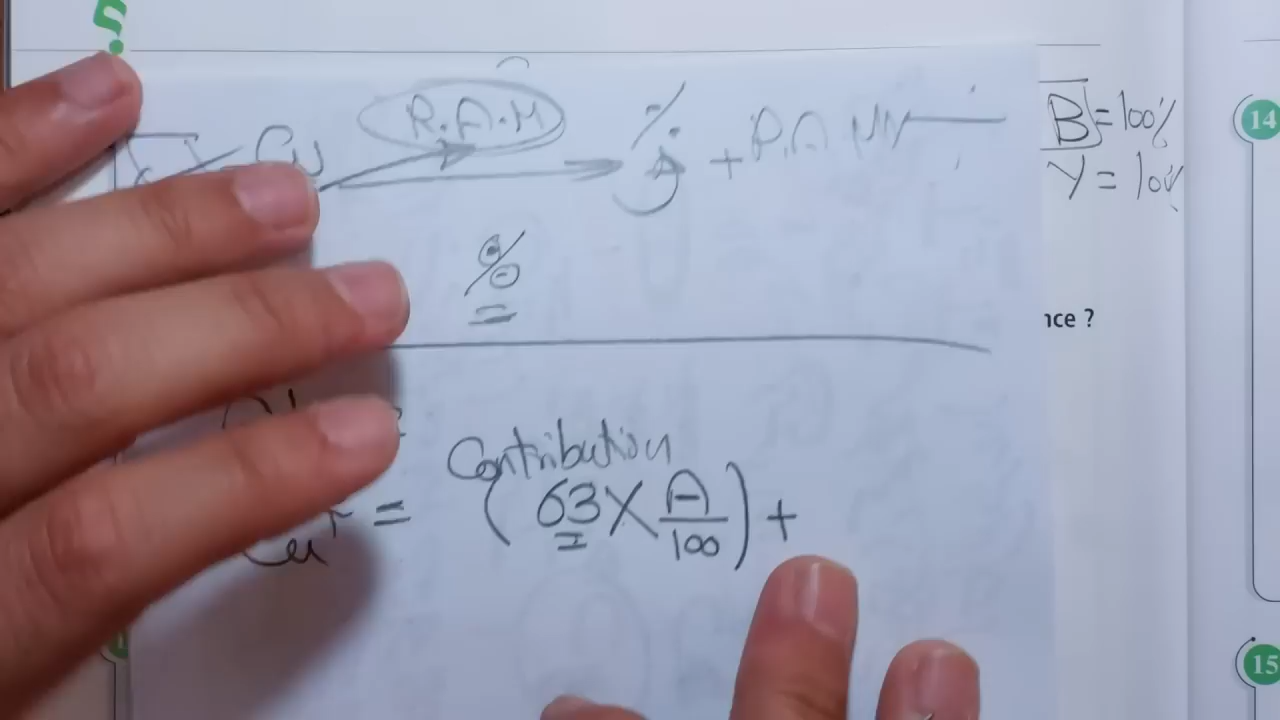 Cu R.A.M % + R.A.M
B = 100%
Y = 100
%
nce ?
Contribution
= ( 63 X A/100 ) +
14
15